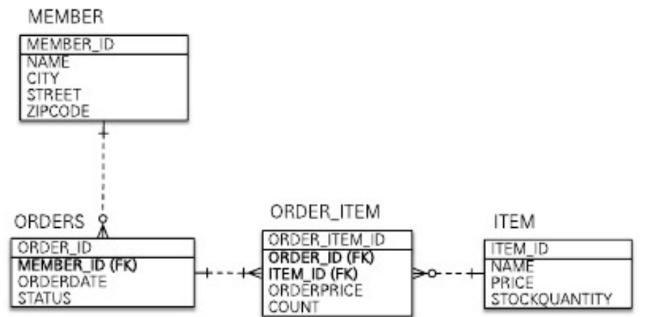 MEMBER
MEMBER_ID
NAME
CITY
STREET
ZIPCODE
ORDERS
ORDER_ID
MEMBER_ID (FK)
ORDERDATE
STATUS
ORDER_ITEM
ORDER_ITEM_ID
ORDER_ID (FK)
ITEM_ID (FK)
ORDERPRICE
COUNT
ITEM
ITEM_ID
NAME
PRICE
STOCKQUANTITY